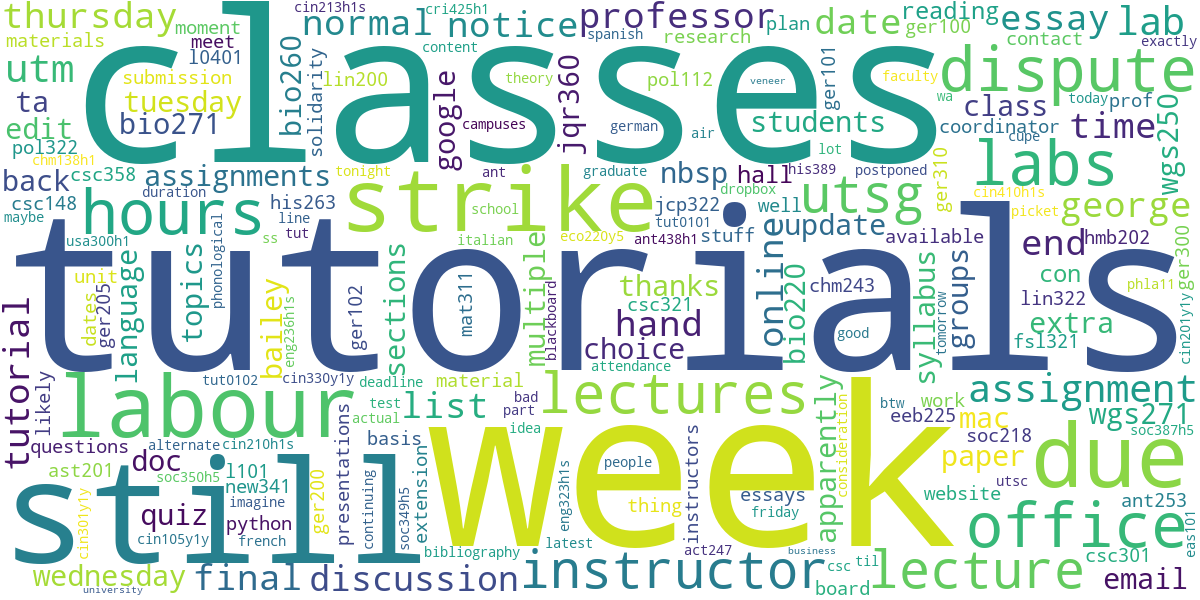 thursday
moment
cin213h1s
cri425h1
normal
notice
professor
spanish
plan
date
reading
ger100
essay
lab
materials
meet
l0401
content
research
contact
exactly
utm
submission
lin200
theory
pol112
veneer
faculty
dispute
classes
ta
tuesday
bio260
solidarity
google
jqr360
ger101
wa
today
prof
class
edit
bio271
campuses
german
air
students
coordinator
cupe
time
wgs250
pol322
chm138h1
tonight
ant
lot
his389
postponed
labs
back
csc358
assignments
strike
graduate
nbsp
hall
dropbox
utsg
ger310
cin410h1s
picket
george
csc148
duration
his263
school
jcp322
well
maybe
hours
line
tut
eco220y5
tut0101
update
usa300h1
ss
italian
ant438h1
stuff
available
end
hmb202
tutorials
unit
language
topics
phonological
sections
multiple
blackboard
thanks
online
bio220
chm243
syllabus
tomorrow
groups
con
lin322
phla11
ger300
dates
ger205
bailey
eng236h1s
ger102
mat311
csc321
hand
good
extra
fsl321
cin201y1y
tutorial
likely
choice
attendance
labour
tut0102
cin330y1y
deadline
material
lectures
work
assignment
test
actual
list
bad
part
idea
apparently
consideration
btw
eeb225
mac
wgs271
questions
alternate
cin210h1s
presentations
basis
week
instructors
people
soc218
soc387h5
ast201
doc
soc350h5
l101
extension
paper
due
still
new341
ger200
continuing
soc349h5
eng323h1s
thing
essays
friday
website
utsc
ant253
cin301y1y
quiz
imagine
python
office
eas101
cin105y1y
french
bibliography
latest
act247
business
csc
til
csc301
wednesday
university
final
discussion
instructor
board
lecture
email